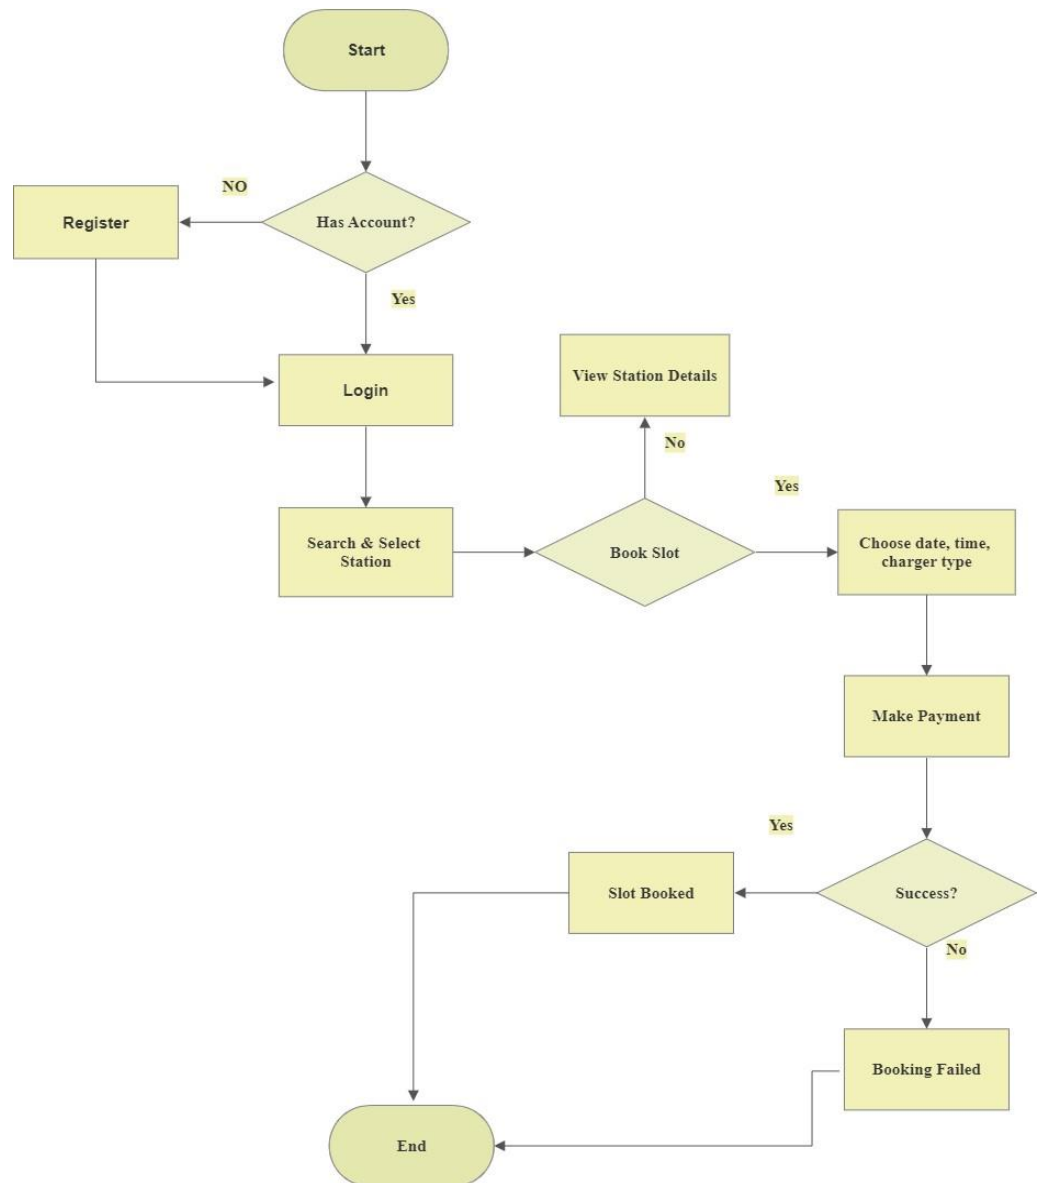 Start
NO
Has Account?
Register
Yes
Login
View Station Details
No
Yes
Search & Select
Station
Book Slot
Choose date, time,
charger type
Make Payment
Yes
Slot Booked
Success?
No
Booking Failed
End